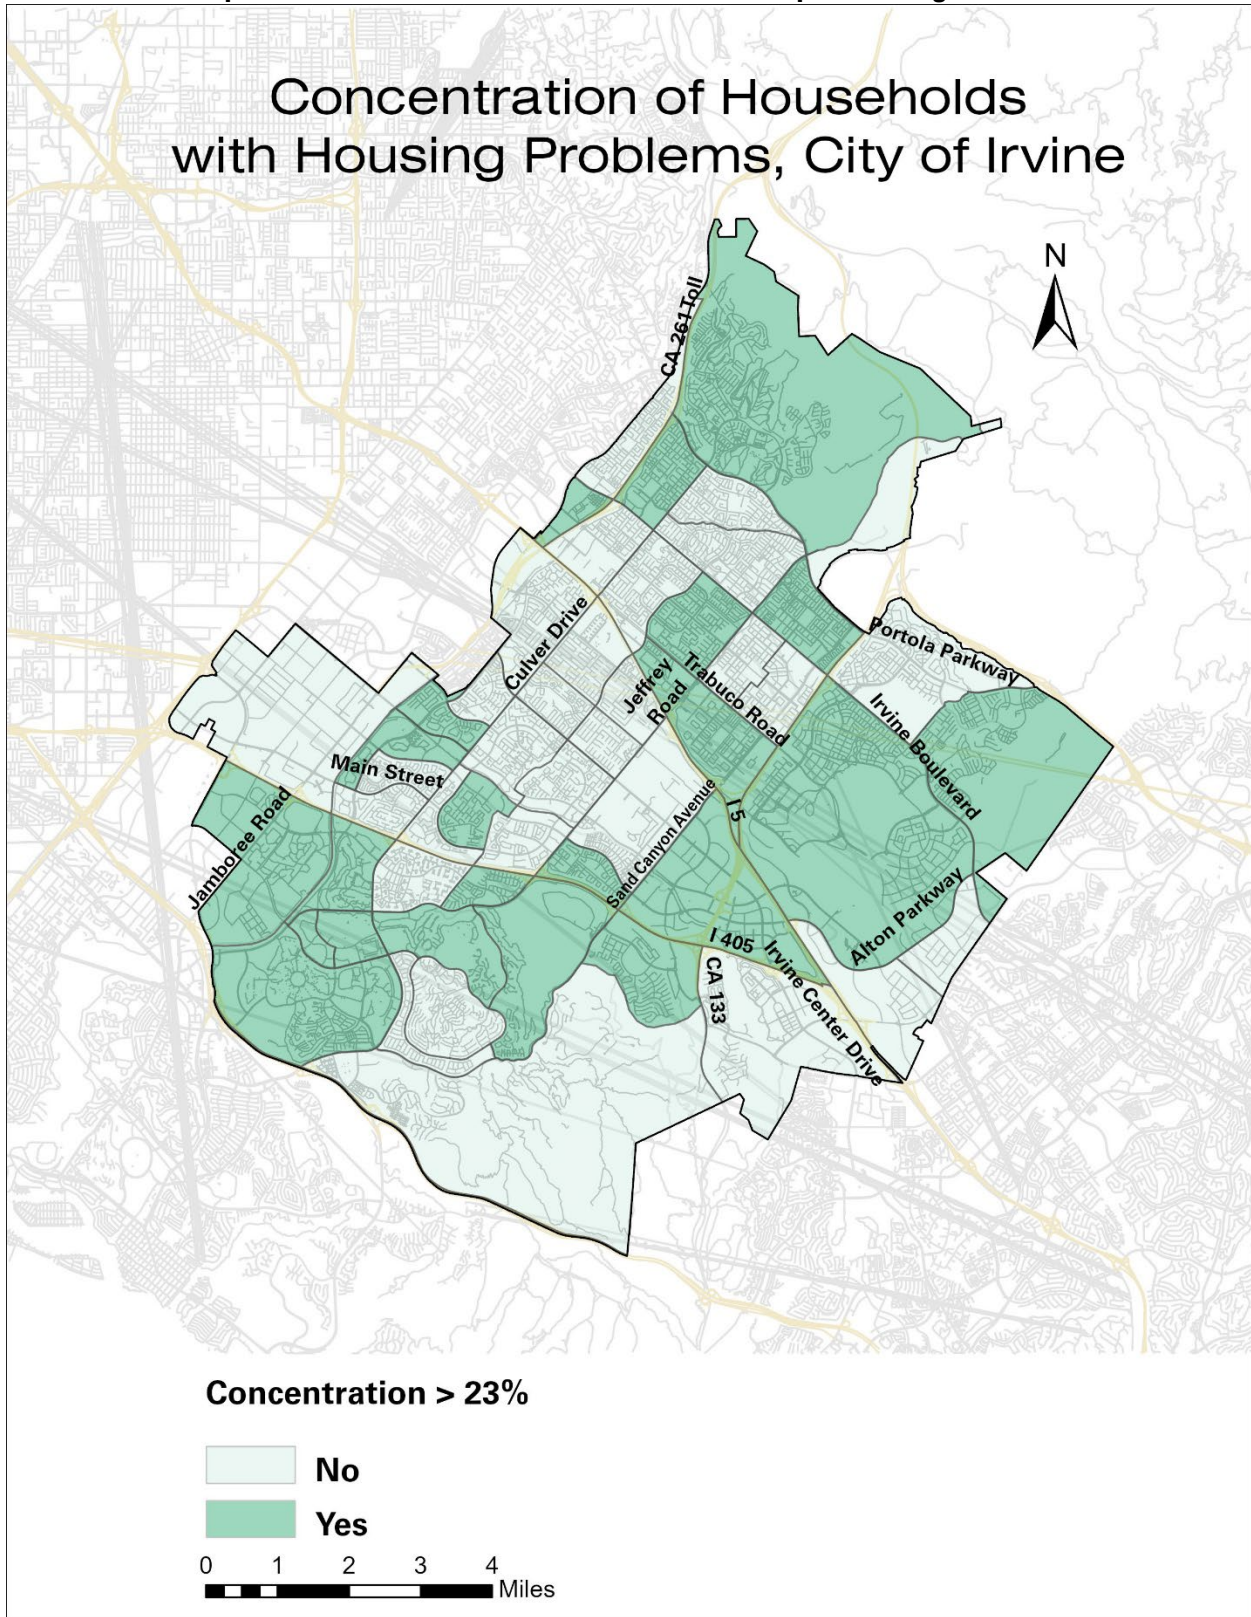 Concentration of Households
with Housing Problems, City of Irvine
N
CA 261 Toll
Culver Drive
Portola Parkway
Jeffrey
Road
Trabuco Road
Irvine Boulevard
Main Street
Jamboree Road
I 5
Sand Canyon Avenue
Alton Parkway
I 405
Irvine Center Drive
CA 133
Concentration > 23%
No
Yes
0 1 2 3 4
Miles